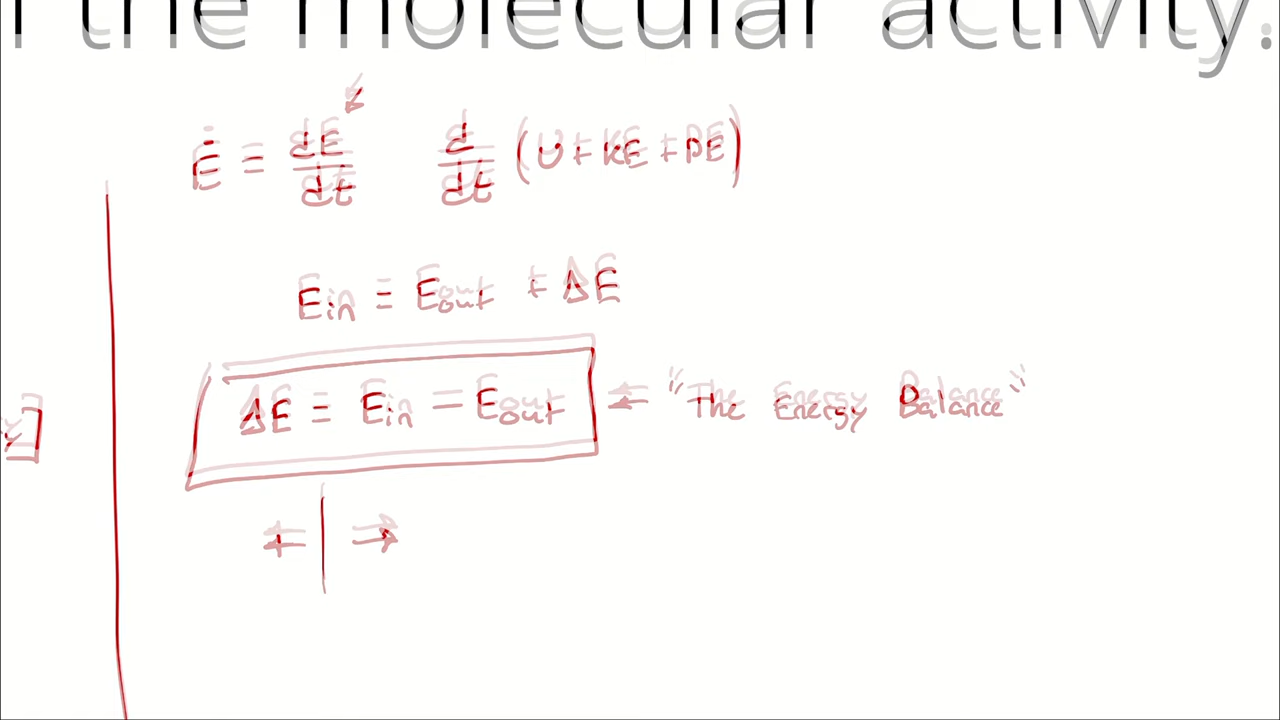 the molecular activity.
Ė = dE/dt d/dt (U + KE + PE)
Ein = Eout + ΔE
ΔE = Ein - Eout ← "The Energy Balance"
← | →